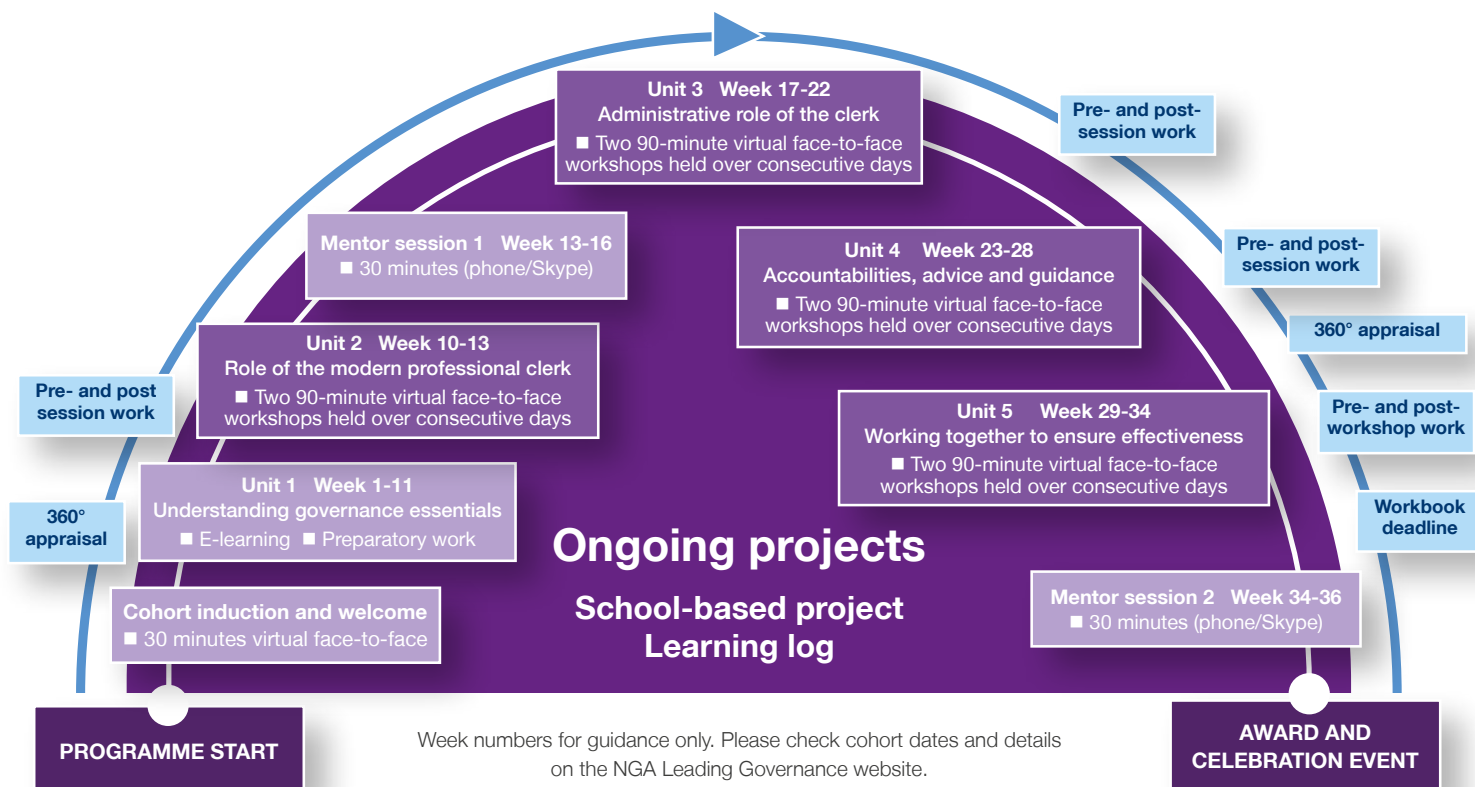 PROGRAMME START
Cohort induction and welcome
■ 30 minutes virtual face-to-face
360°
appraisal
Unit 1 Week 1-11
Understanding governance essentials
■ E-learning ■ Preparatory work
Pre- and post
session work
Unit 2 Week 10-13
Role of the modern professional clerk
■ Two 90-minute virtual face-to-face
workshops held over consecutive days
Mentor session 1 Week 13-16
■ 30 minutes (phone/Skype)
Unit 3 Week 17-22
Administrative role of the clerk
■ Two 90-minute virtual face-to-face
workshops held over consecutive days
Pre- and post-
session work
Unit 4 Week 23-28
Accountabilities, advice and guidance
■ Two 90-minute virtual face-to-face
workshops held over consecutive days
Pre- and post-
session work
360° appraisal
Unit 5 Week 29-34
Working together to ensure effectiveness
■ Two 90-minute virtual face-to-face
workshops held over consecutive days
Pre- and post-
workshop work
Workbook
deadline
Mentor session 2 Week 34-36
■ 30 minutes (phone/Skype)
Ongoing projects
School-based project
Learning log
AWARD AND
CELEBRATION EVENT
Week numbers for guidance only. Please check cohort dates and details
on the NGA Leading Governance website.